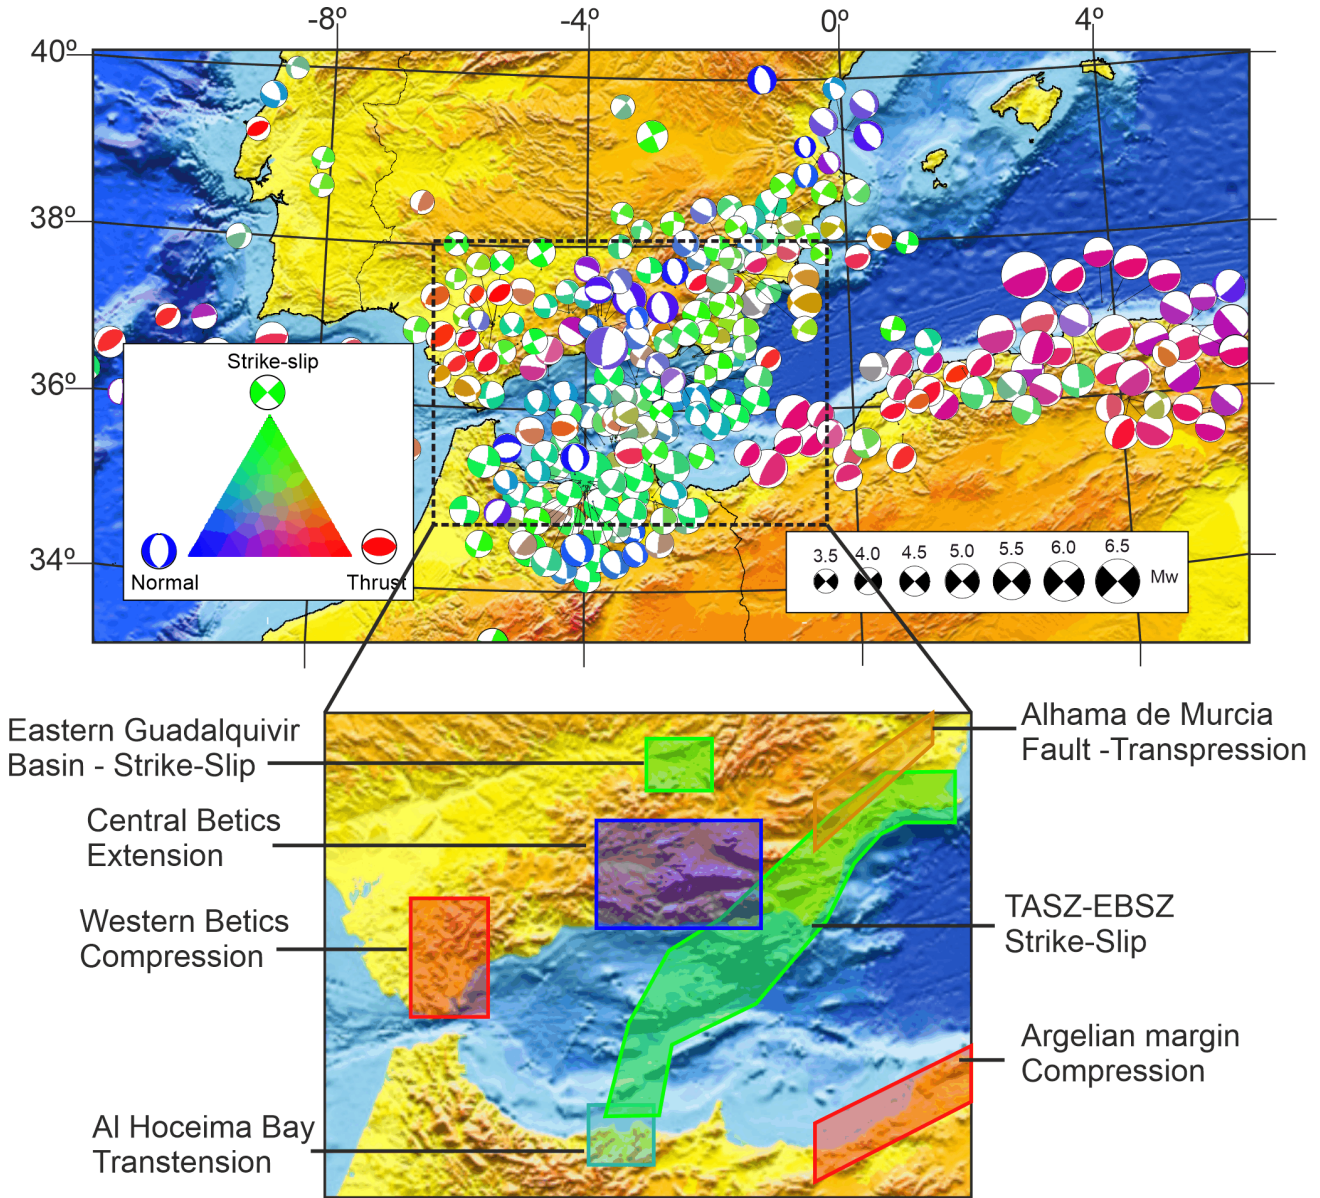 -8º
-4º
0º
4º
40º
38º
36º
34º
Strike-slip
Normal
Thrust
3.5
4.0
4.5
5.0
5.5
6.0
6.5
Mw
Eastern Guadalquivir
Basin - Strike-Slip
Central Betics
Extension
Western Betics
Compression
Al Hoceima Bay
Transtension
Alhama de Murcia
Fault -Transpression
TASZ-EBSZ
Strike-Slip
Argelian margin
Compression